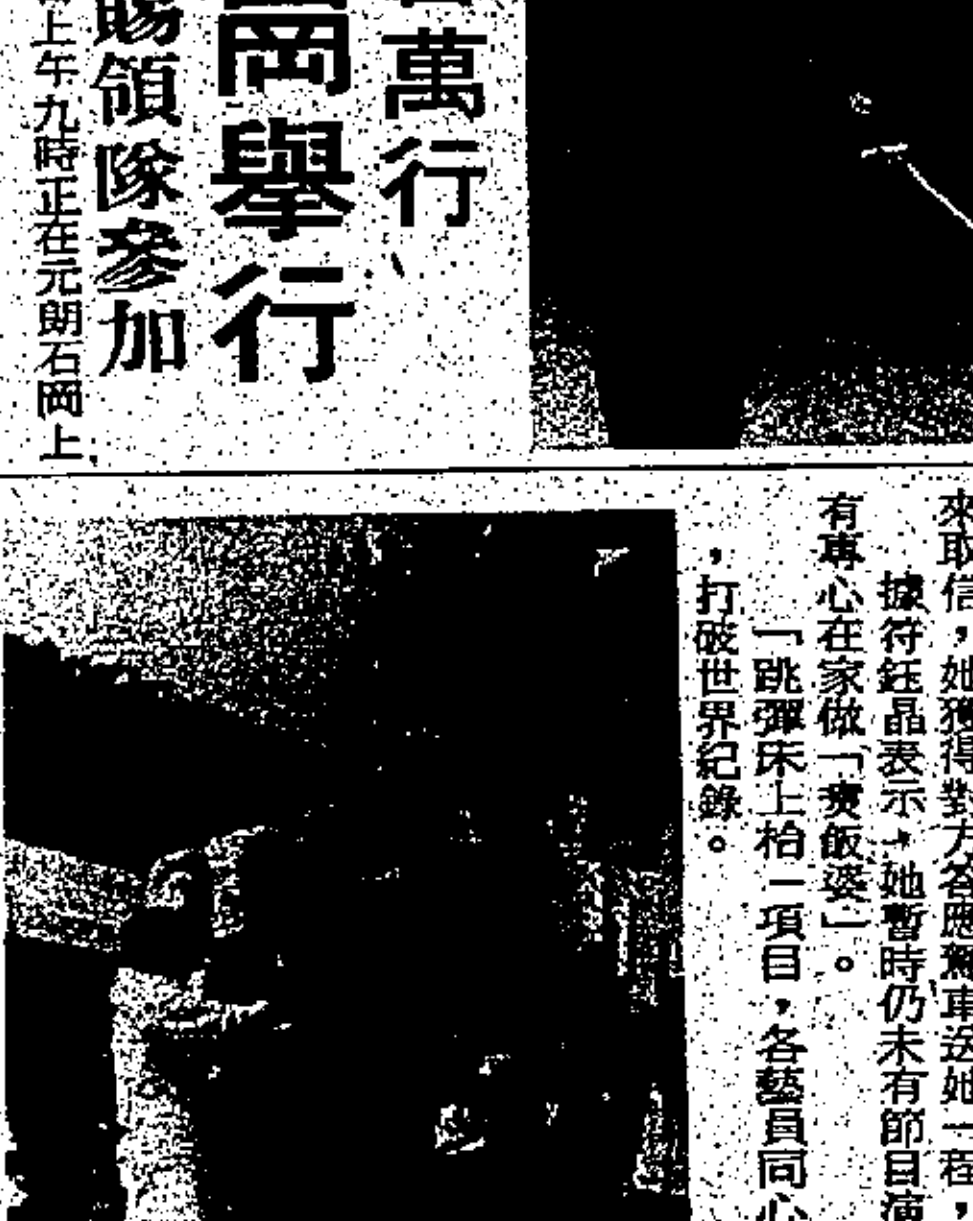 萬行
岡舉行
賜領隊參加
上午九時正在元朗石岡上
來取信，她獲得對方答應駕車送她一程，
據符鈺晶表示，她暫時仍未有節目演
有專心在家做「煑飯婆」。
「跳彈床上拍」項目，各藝員同心
，打破世界紀錄。